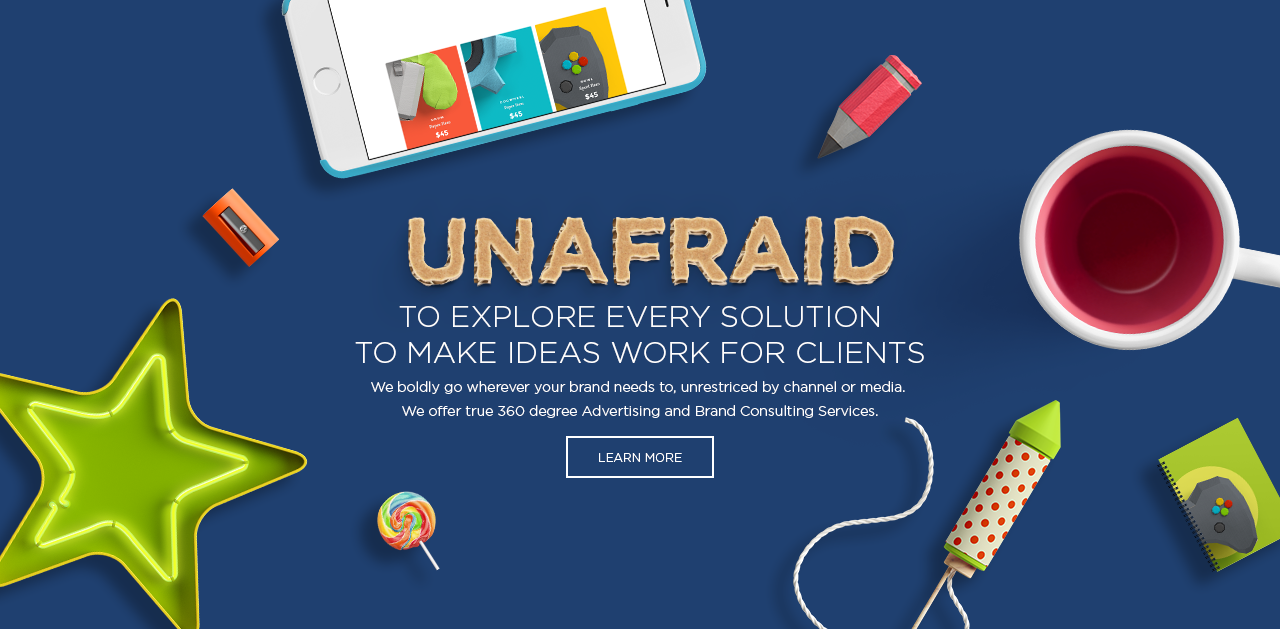 $45
$45
$45
UNAFRAID
TO EXPLORE EVERY SOLUTION
TO MAKE IDEAS WORK FOR CLIENTS
We boldly go wherever your brand needs to, unrestriced by channel or media.
We offer true 360 degree Advertising and Brand Consulting Services.
LEARN MORE